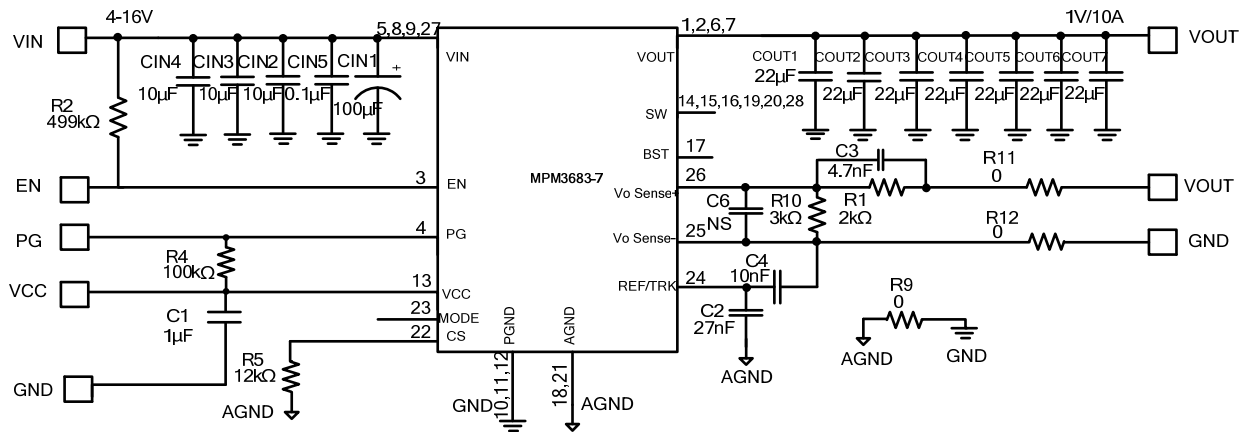 4-16V
5,8,9,27
1,2,6,7
1V/10A
VIN
VOUT
VIN
VOUT
CIN4 CIN3 CIN2 CIN5 CIN1
+
10µF 10µF 10µF 0.1µF 100µF
COUT1 COUT2 COUT3 COUT4 COUT5 COUT6 COUT7
22µF 22µF 22µF 22µF 22µF 22µF 22µF
R2
499kΩ
SW
14,15,16,19,20,28
BST
17
MPM3683-7
EN
3
EN
Vo Sense+
26
C3
4.7nF
R11
0
VOUT
C6
NS
R10
3kΩ
R1
2kΩ
PG
4
PG
Vo Sense-
25
R12
0
GND
R4
100kΩ
VCC
13
VCC
REF/TRK
24
C4
10nF
C2
27nF
AGND
R9
0
AGND
GND
C1
1µF
23
MODE
22
CS
R5
12kΩ
AGND
GND
PGND
AGND
GND
10,11,12
18,21
AGND